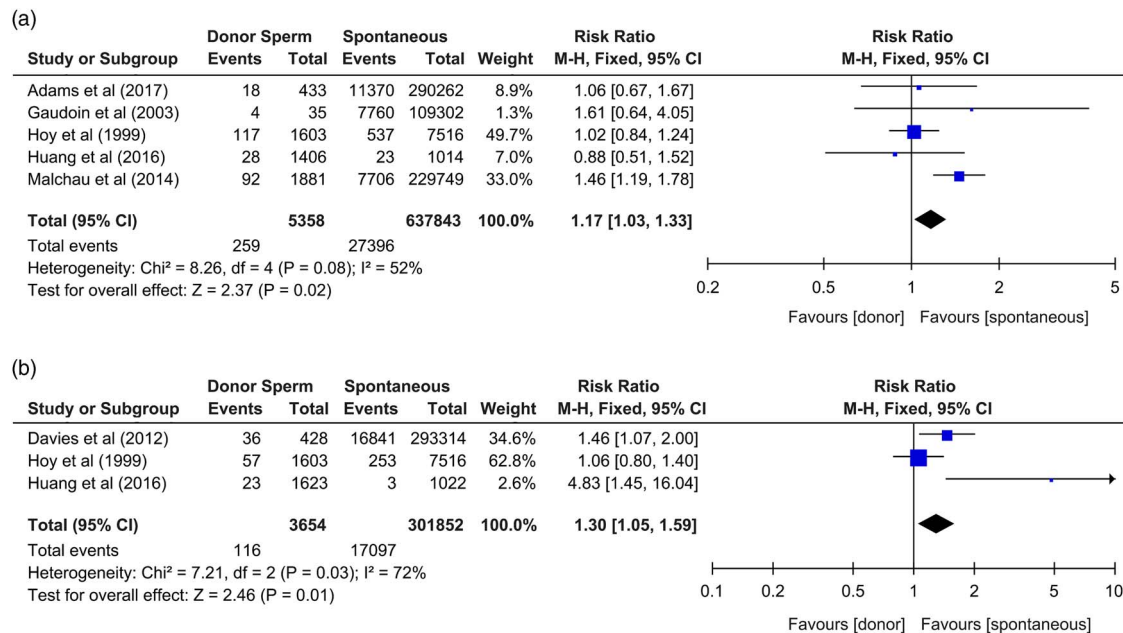 (a)
Donor Sperm Spontaneous Risk Ratio Risk Ratio
Study or Subgroup Events Total Events Total Weight M-H, Fixed, 95% CI M-H, Fixed, 95% CI
Adams et al (2017) 18 433 11370 290262 8.9% 1.06 [0.67, 1.67]
Gaudoin et al (2003) 4 35 7760 109302 1.3% 1.61 [0.64, 4.05]
Hoy et al (1999) 117 1603 537 7516 49.7% 1.02 [0.84, 1.24]
Huang et al (2016) 28 1406 23 1014 7.0% 0.88 [0.51, 1.52]
Malchau et al (2014) 92 1881 7706 229749 33.0% 1.46 [1.19, 1.78]
Total (95% CI) 5358 637843 100.0% 1.17 [1.03, 1.33]
Total events 259 27396
Heterogeneity: Chi² = 8.26, df = 4 (P = 0.08); I² = 52%
Test for overall effect: Z = 2.37 (P = 0.02)
0.2 0.5 1 2 5
Favours [donor] Favours [spontaneous]
(b)
Donor Sperm Spontaneous Risk Ratio Risk Ratio
Study or Subgroup Events Total Events Total Weight M-H, Fixed, 95% CI M-H, Fixed, 95% CI
Davies et al (2012) 36 428 16841 293314 34.6% 1.46 [1.07, 2.00]
Hoy et al (1999) 57 1603 253 7516 62.8% 1.06 [0.80, 1.40]
Huang et al (2016) 23 1623 3 1022 2.6% 4.83 [1.45, 16.04]
Total (95% CI) 3654 301852 100.0% 1.30 [1.05, 1.59]
Total events 116 17097
Heterogeneity: Chi² = 7.21, df = 2 (P = 0.03); I² = 72%
Test for overall effect: Z = 2.46 (P = 0.01)
0.1 0.2 0.5 1 2 5 10
Favours [donor] Favours [spontaneous]